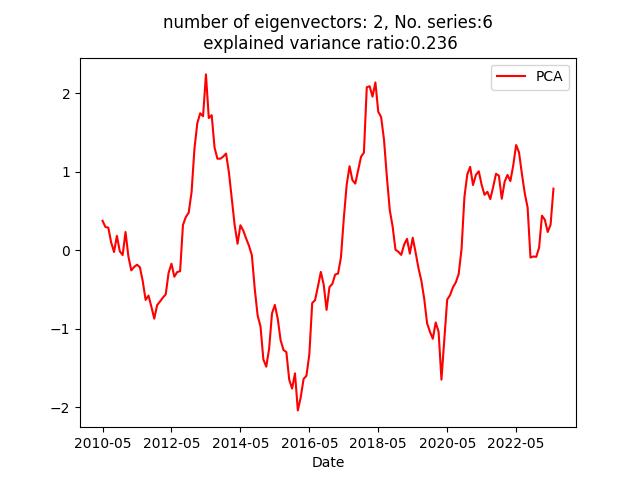 number of eigenvectors: 2, No. series:6
explained variance ratio:0.236
PCA
2
1
0
−1
−2
2010-05 2012-05 2014-05 2016-05 2018-05 2020-05 2022-05
Date